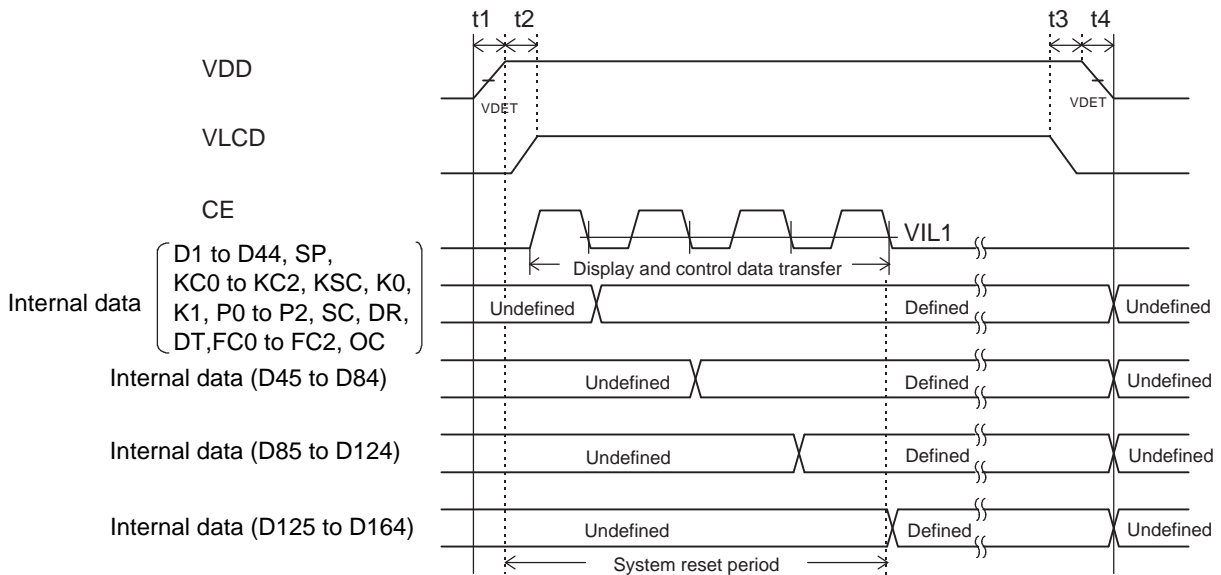 t1 t2 t3 t4
VDD
VDET VDET
VLCD
CE
VIL1
Display and control data transfer
Internal data
D1 to D44, SP,
KC0 to KC2, KSC, K0,
K1, P0 to P2, SC, DR,
DT,FC0 to FC2, OC
Undefined Defined Undefined
Internal data (D45 to D84) Undefined Defined Undefined
Internal data (D85 to D124) Undefined Defined Undefined
Internal data (D125 to D164) Undefined Defined Undefined
System reset period